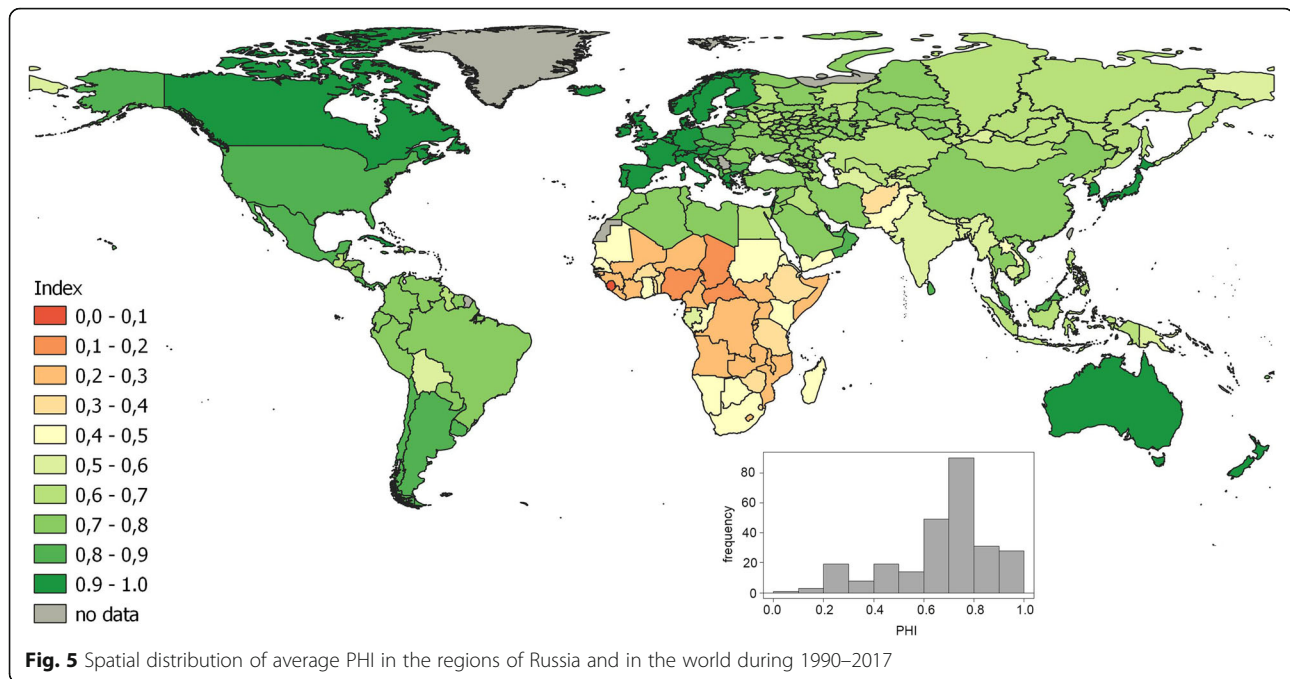 Index
0,0 - 0,1
0,1 - 0,2
0,2 - 0,3
0,3 - 0,4
0,4 - 0,5
0,5 - 0,6
0,6 - 0,7
0,7 - 0,8
0,8 - 0,9
0.9 - 1.0
no data
frequency
80
60
40
20
0
0.0 0.2 0.4 0.6 0.8 1.0
PHI
Fig. 5 Spatial distribution of average PHI in the regions of Russia and in the world during 1990–2017